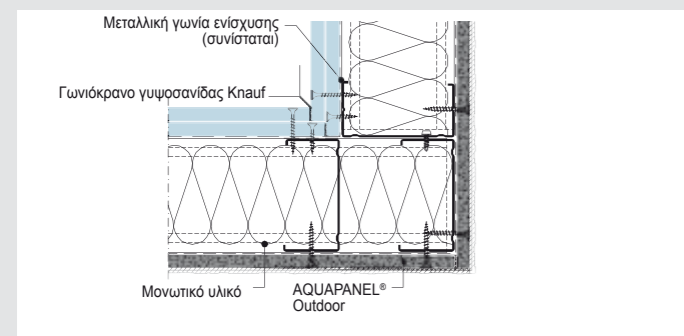 Μεταλλική γωνία ενίσχυσης
(συνίσταται)
Γωνιόκρανο γυψοσανίδας Knauf
Μονωτικό υλικό
AQUAPANEL®
Outdoor